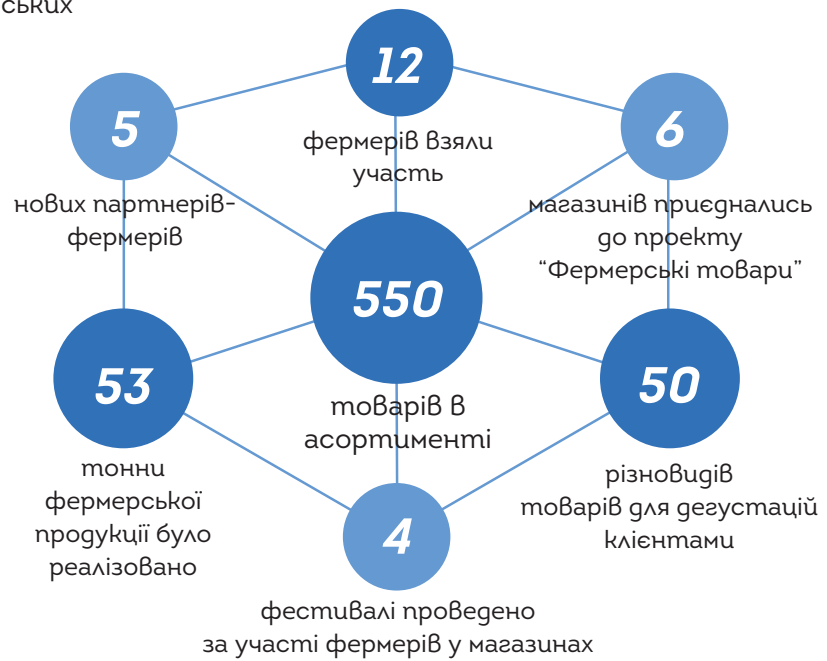 ських
12
фермерів взяли
участь
5
нових партнерів-
фермерів
6
магазинів приєднались
до проекту
“Фермерські товари”
550
товарів в
асортименті
53
тонни
фермерської
продукції було
реалізовано
50
різновидів
товарів для дегустацій
клієнтами
4
фестивалі проведено
за участі фермерів у магазинах